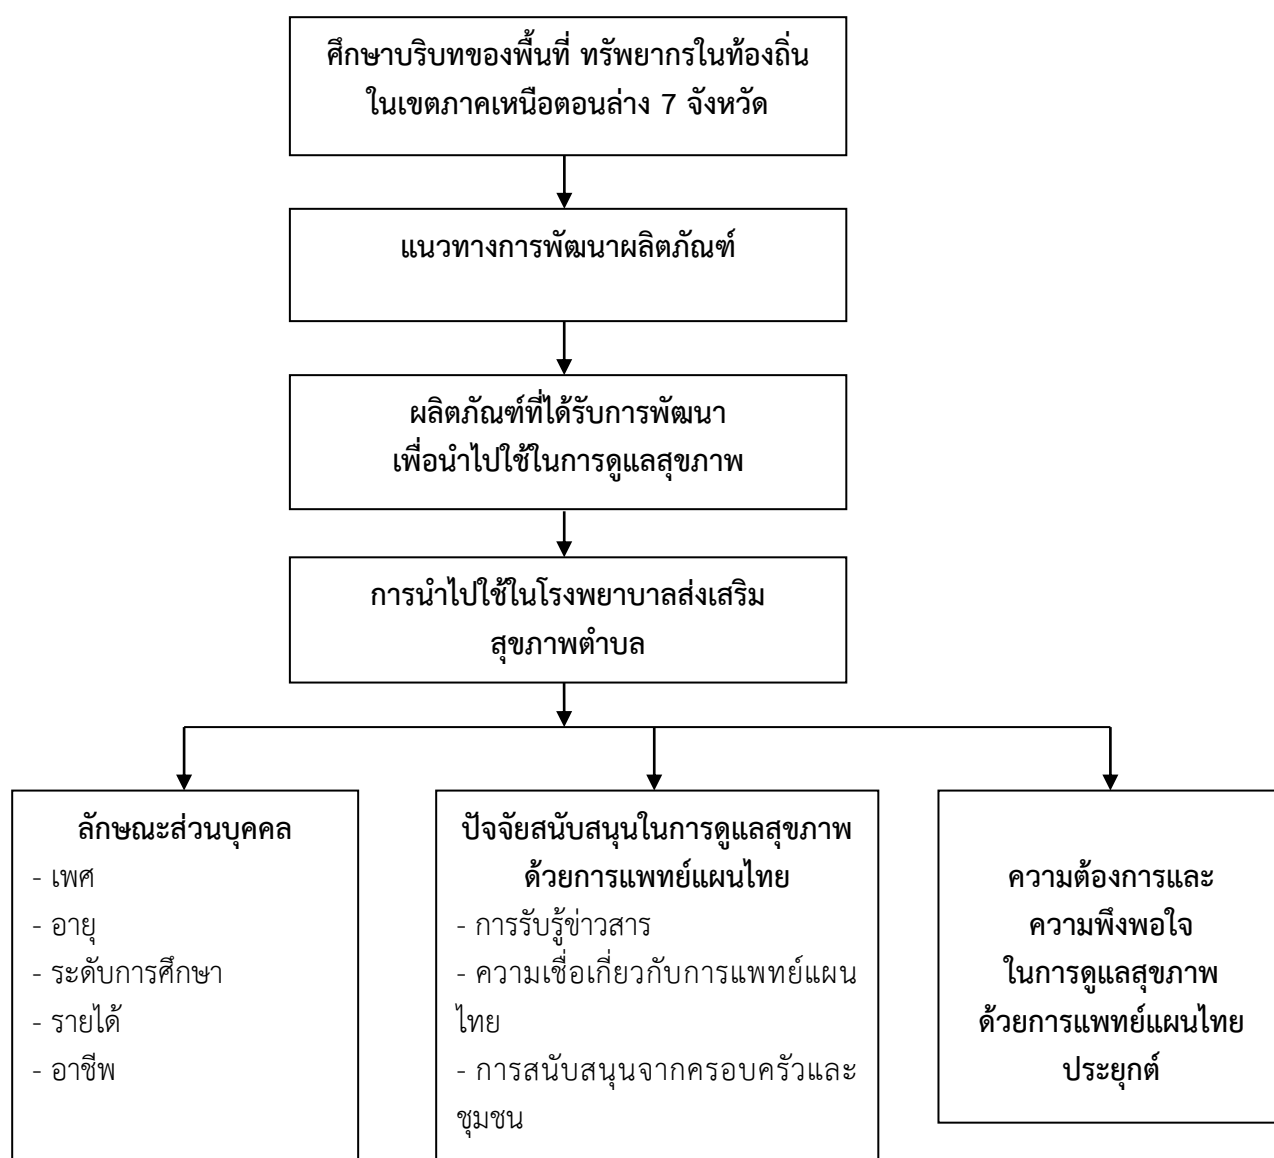 ศึกษาบริบทของพื้นที่ ทรัพยากรในท้องถิ่น
ในเขตภาคเหนือตอนล่าง 7 จังหวัด
แนวทางการพัฒนาผลิตภัณฑ์
ผลิตภัณฑ์ที่ได้รับการพัฒนา
เพื่อนำไปใช้ในการดูแลสุขภาพ
การนำไปใช้ในโรงพยาบาลส่งเสริม
สุขภาพตำบล
ลักษณะส่วนบุคคล
- เพศ
- อายุ
- ระดับการศึกษา
- รายได้
- อาชีพ
ปัจจัยสนับสนุนในการดูแลสุขภาพ
ด้วยการแพทย์แผนไทย
- การรับรู้ข่าวสาร
- ความเชื่อเกี่ยวกับการแพทย์แผน
ไทย
- การสนับสนุนจากครอบครัวและ
ชุมชน
ความต้องการและ
ความพึงพอใจ
ในการดูแลสุขภาพ
ด้วยการแพทย์แผนไทย
ประยุกต์